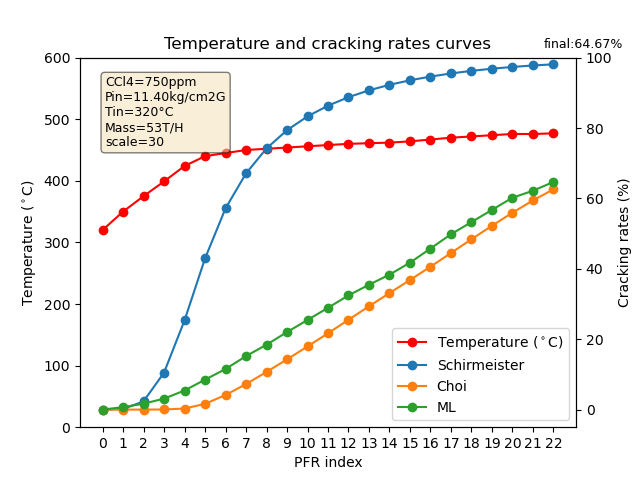 Temperature and cracking rates curves
final:64.67%
CCl4=750ppm
Pin=11.40kg/cm2G
Tin=320°C
Mass=53T/H
scale=30
Temperature (°C)
600
500
400
300
200
100
0
100
80
60
40
20
0
Cracking rates (%)
Temperature (°C)
Schirmeister
Choi
ML
0 1 2 3 4 5 6 7 8 9 10 11 12 13 14 15 16 17 18 19 20 21 22
PFR index